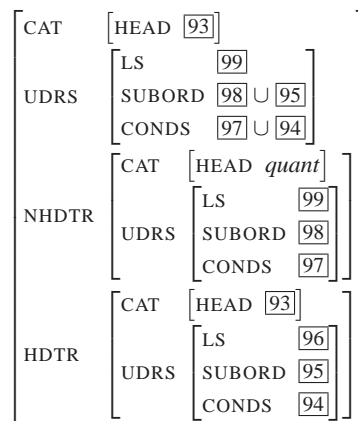 CAT [HEAD 93]
UDRS
LS 99
SUBORD 98 ∪ 95
CONDS 97 ∪ 94
NHDTR
CAT [HEAD quant]
UDRS
LS 99
SUBORD 98
CONDS 97
HDTR
CAT [HEAD 93]
UDRS
LS 96
SUBORD 95
CONDS 94